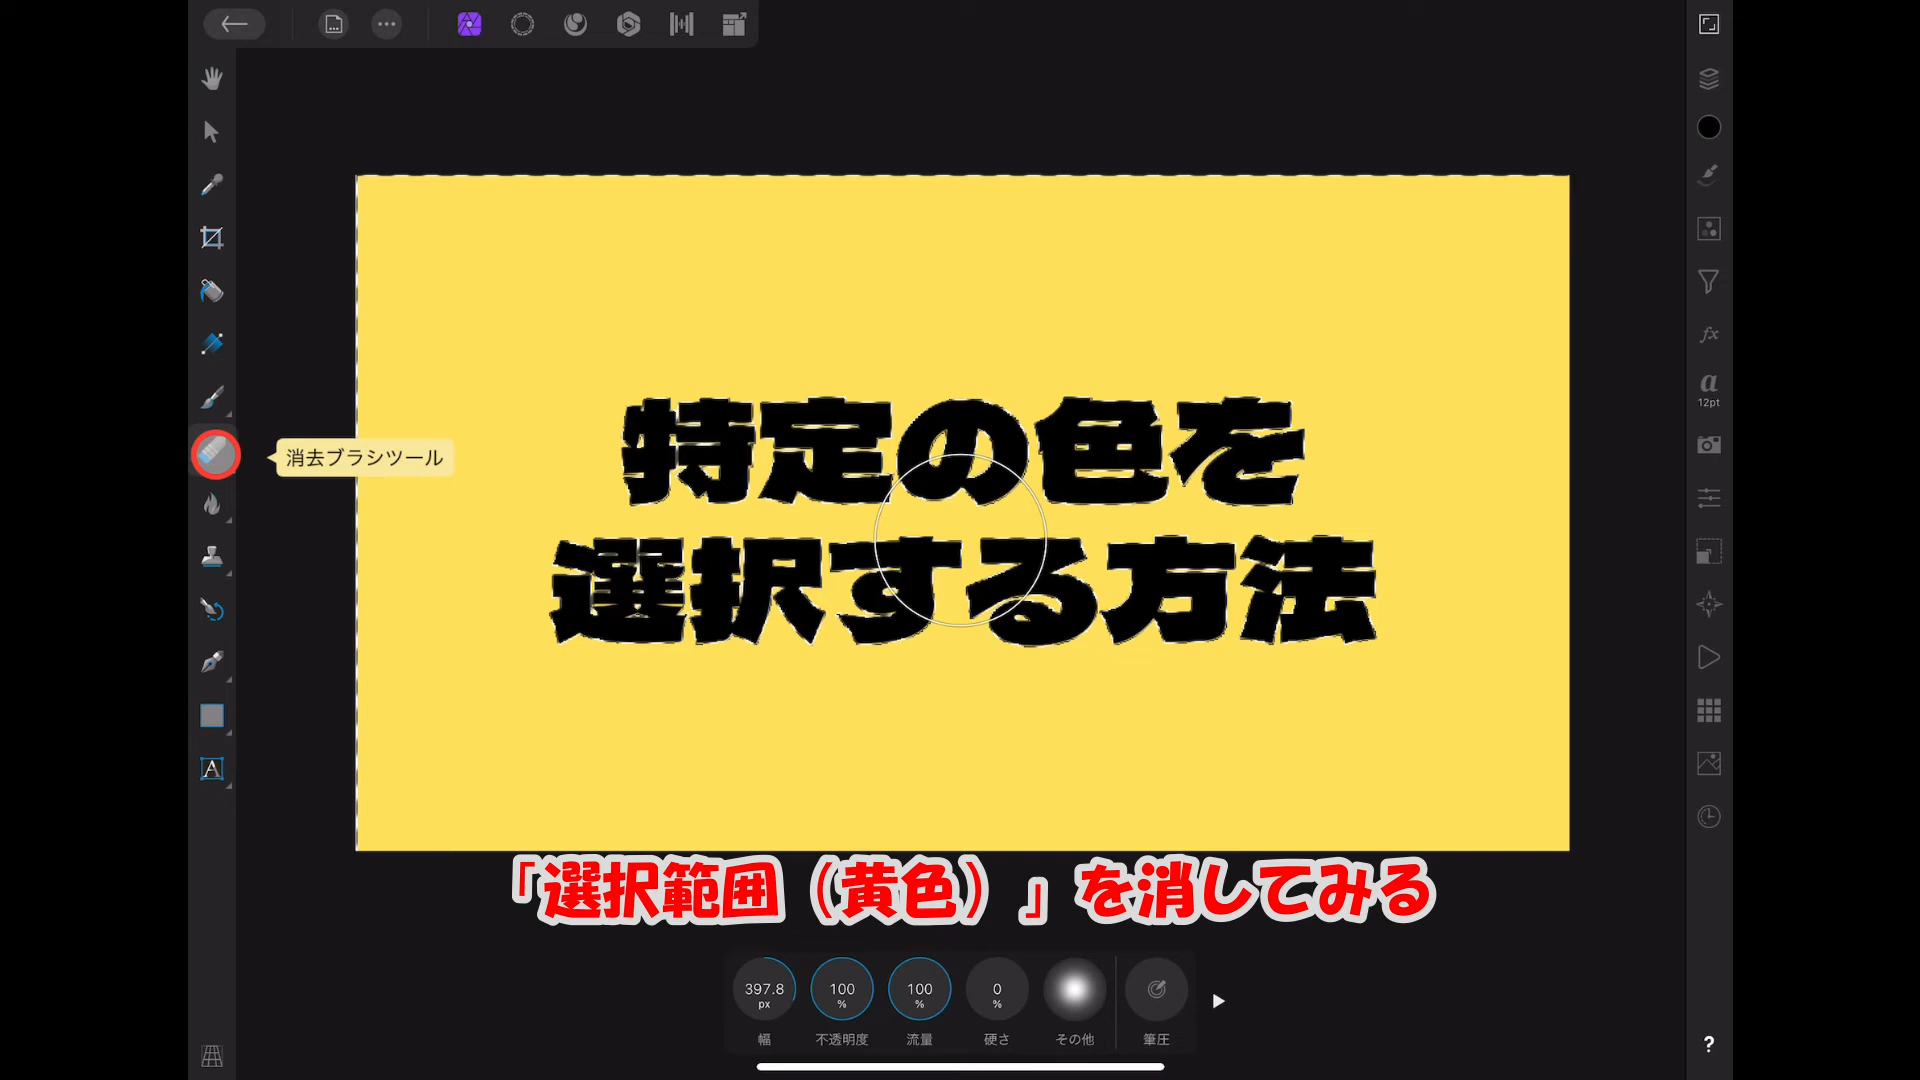 消去ブラシツール
特定の色を
選択する方法
「選択範囲（黄色）」を消してみる
a
12pt
fx
A
397.8
px
100
%
100
%
0
%
幅
不透明度
流量
硬さ
その他
筆圧
?